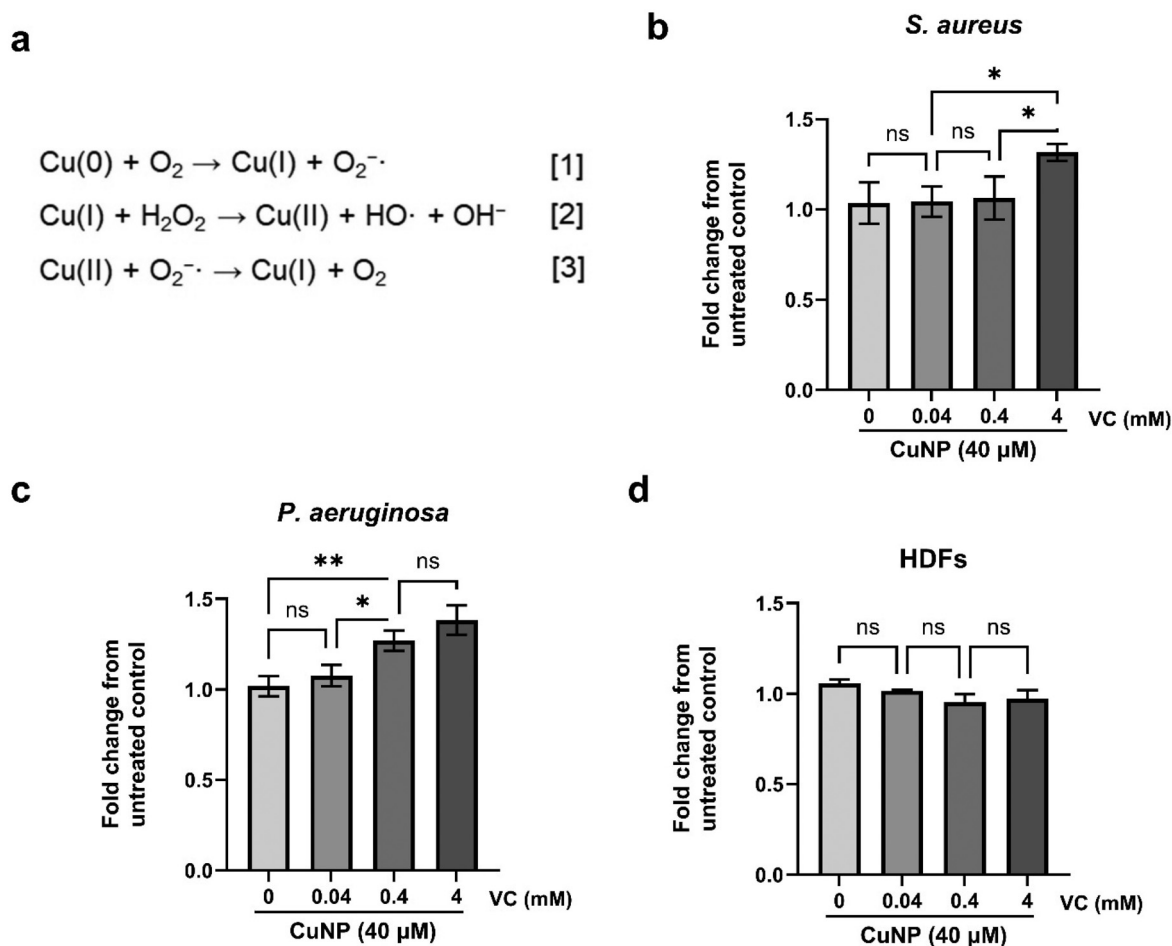 a
Cu(0) + O₂ → Cu(I) + O₂⁻· [1]
Cu(I) + H₂O₂ → Cu(II) + HO· + OH⁻ [2]
Cu(II) + O₂⁻· → Cu(I) + O₂ [3]
b
S. aureus
*
ns ns *
Fold change from
untreated control
1.5
1.0
0.5
0.0
0 0.04 0.4 4 VC (mM)
CuNP (40 µM)
c
P. aeruginosa
** ns
ns *
Fold change from
untreated control
1.5
1.0
0.5
0.0
0 0.04 0.4 4 VC (mM)
CuNP (40 µM)
d
HDFs
ns ns ns
Fold change from
untreated control
1.5
1.0
0.5
0.0
0 0.04 0.4 4 VC (mM)
CuNP (40 µM)